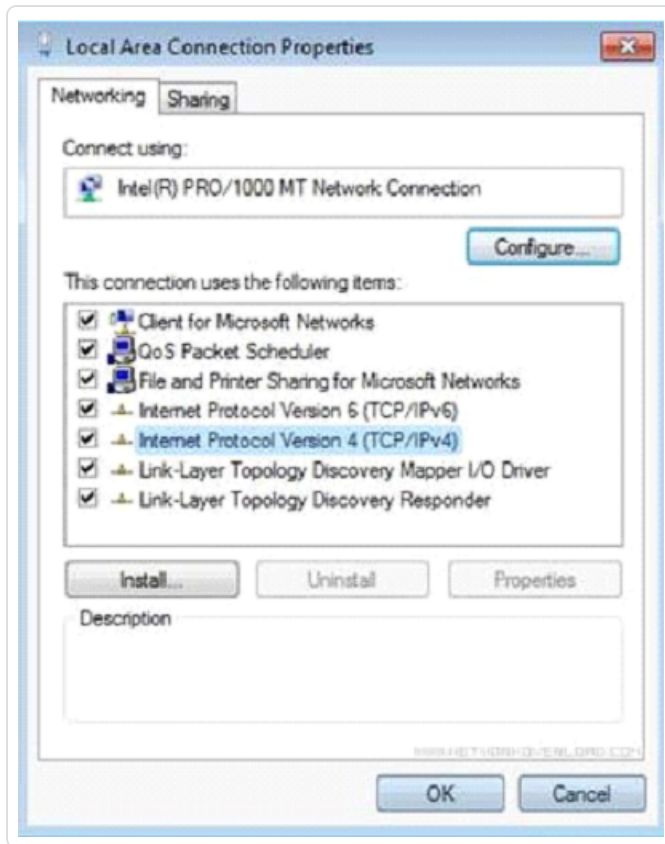 Local Area Connection Properties
Networking Sharing
Connect using:
Intel(R) PRO/1000 MT Network Connection
Configure...
This connection uses the following items:
Client for Microsoft Networks
QoS Packet Scheduler
File and Printer Sharing for Microsoft Networks
Internet Protocol Version 6 (TCP/IPv6)
Internet Protocol Version 4 (TCP/IPv4)
Link-Layer Topology Discovery Mapper I/O Driver
Link-Layer Topology Discovery Responder
Install... Uninstall Properties
Description
OK Cancel